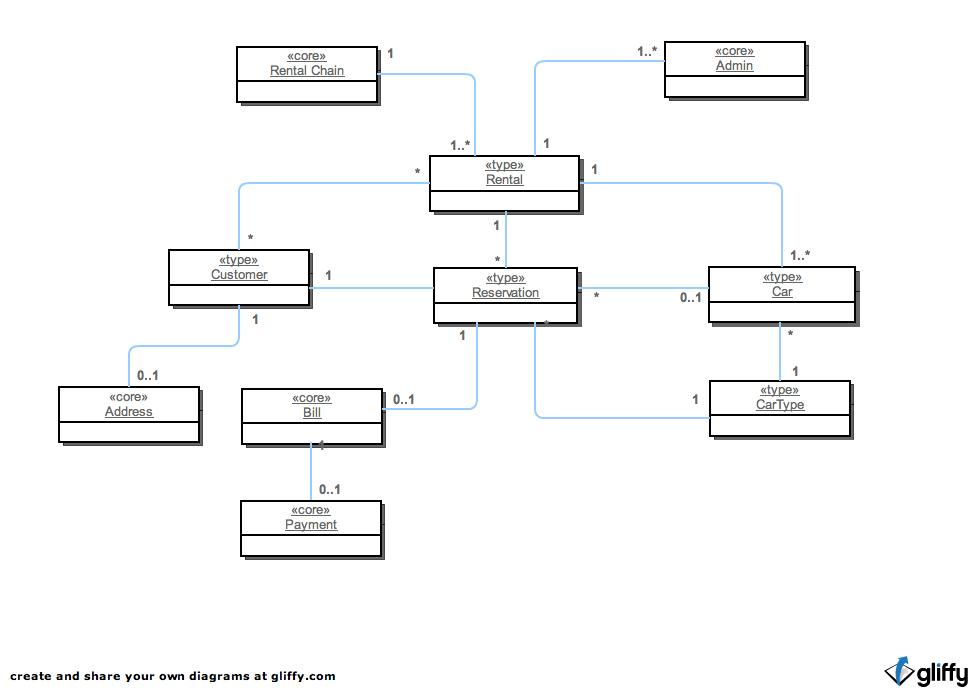 1
«core»
Rental Chain
1..*
«core»
Admin
1..*
1
«type»
Rental
1
*
1
*
*
1..*
«type»
Customer
1
«type»
Reservation
*
*
0..1
«type»
Car
1
1
*
0..1
1
«core»
Address
«core»
Bill
0..1
1
«type»
CarType
1
0..1
«core»
Payment
create and share your own diagrams at gliffy.com
gliffy